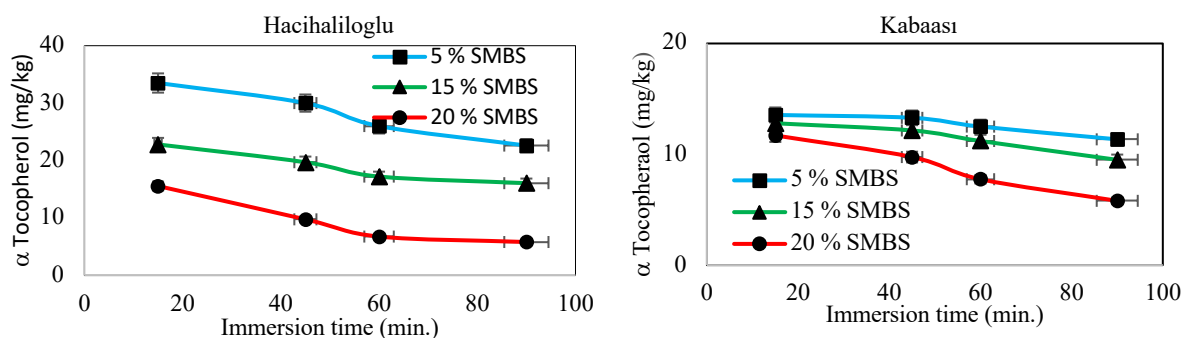 Hacihaliloglu
α Tocopherol (mg/kg)
40
30
20
10
0
5 % SMBS
15 % SMBS
20 % SMBS
0 20 40 60 80 100
Immersion time (min.)
Kabaası
α Tocopheraol (mg/kg)
20
10
0
5 % SMBS
15 % SMBS
20 % SMBS
0 20 40 60 80 100
Immersion time (min.)